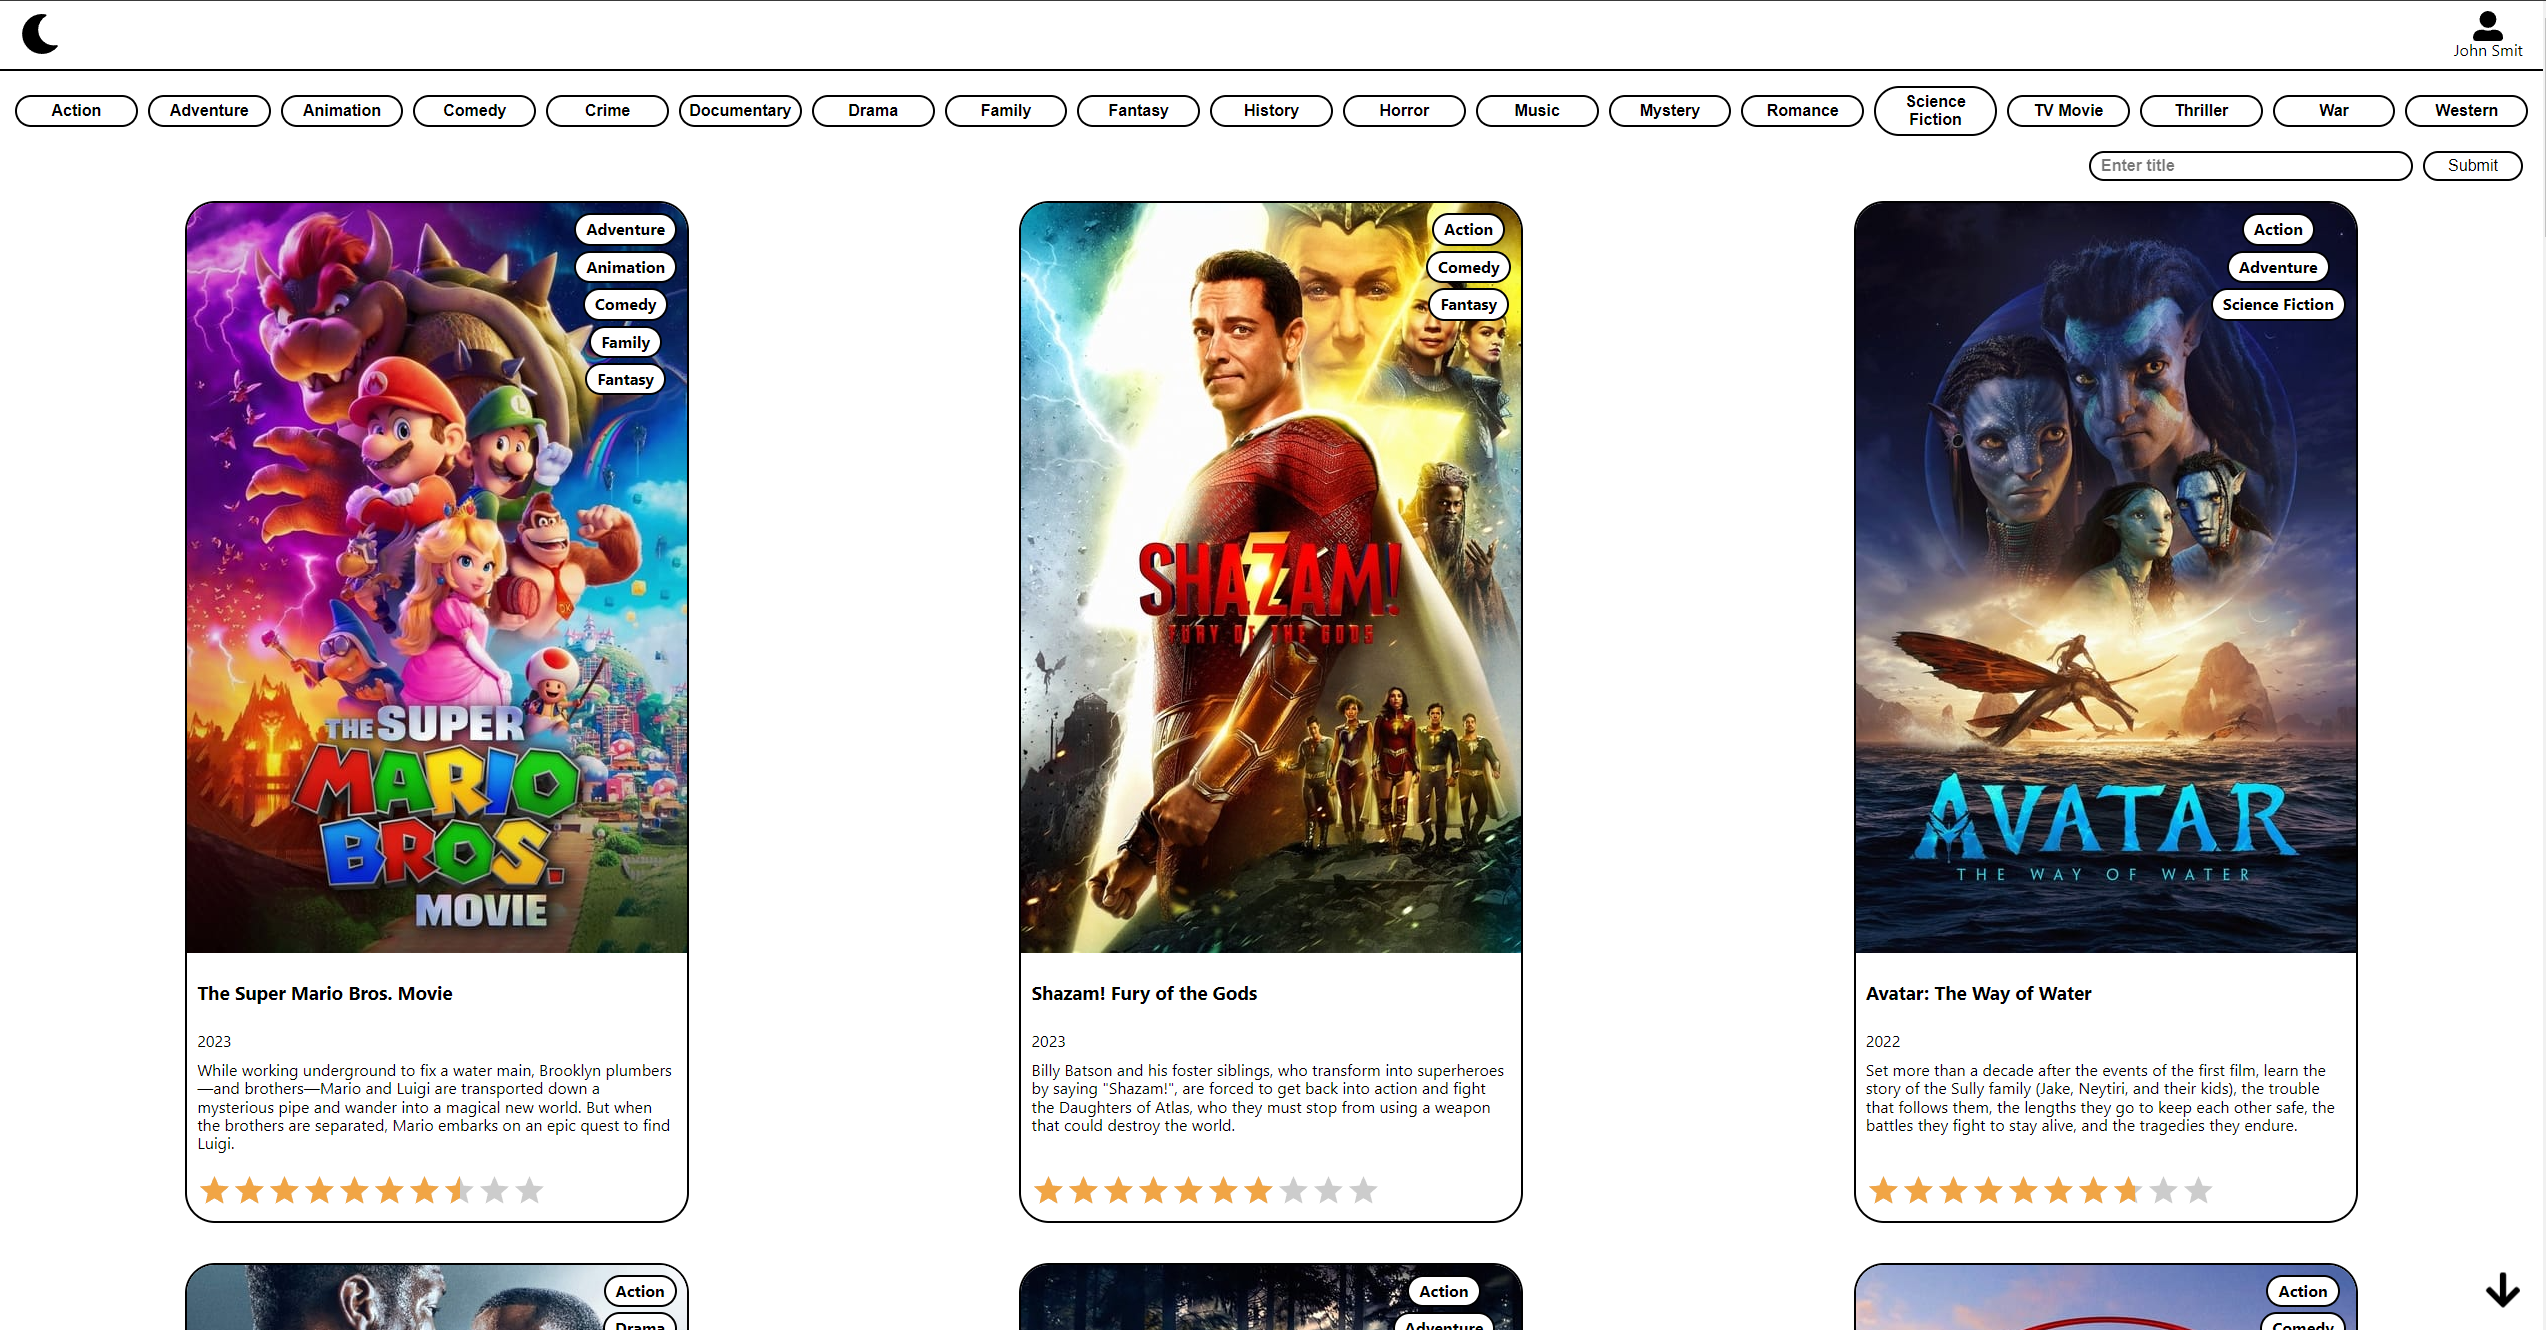 John Smit
Action
Adventure
Animation
Comedy
Crime
Documentary
Drama
Family
Fantasy
History
Horror
Music
Mystery
Romance
Science
Fiction
TV Movie
Thriller
War
Western
Enter title
Submit
Adventure
Animation
Comedy
Family
Fantasy
THE SUPER
MARIO
BROS.
MOVIE
The Super Mario Bros. Movie
2023
While working underground to fix a water main, Brooklyn plumbers
—and brothers—Mario and Luigi are transported down a
mysterious pipe and wander into a magical new world. But when
the brothers are separated, Mario embarks on an epic quest to find
Luigi.
Action
Comedy
Fantasy
SHAZAM!
FURY OF THE GODS
Shazam! Fury of the Gods
2023
Billy Batson and his foster siblings, who transform into superheroes
by saying "Shazam!", are forced to get back into action and fight
the Daughters of Atlas, who they must stop from using a weapon
that could destroy the world.
Action
Adventure
Science Fiction
AVATAR
THE WAY OF WATER
Avatar: The Way of Water
2022
Set more than a decade after the events of the first film, learn the
story of the Sully family (Jake, Neytiri, and their kids), the trouble
that follows them, the lengths they go to keep each other safe, the
battles they fight to stay alive, and the tragedies they endure.
Action
Drama
Action
Adventure
Action
Comedy